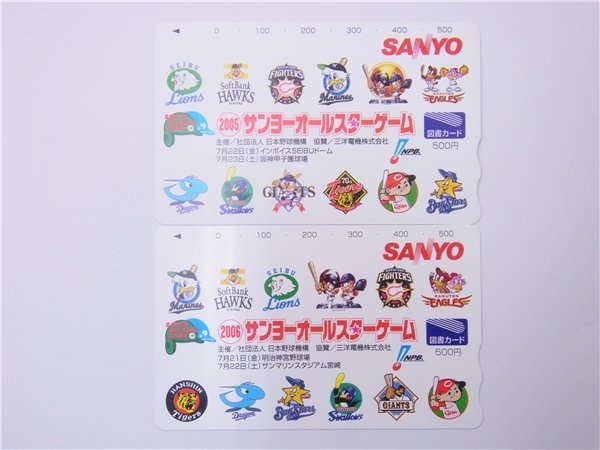 0 · 100 · 200 · 300 · 400 · 500
SANYO
SEIBU Lions
SoftBank HAWKS
FIGHTERS
Marines
RAKUTEN EAGLES
2005 サンヨーオールスターゲーム
主催/社団法人 日本野球機構 協賛/三洋電機株式会社
7月22日(金)インボイスSEIBUドーム
7月23日(土)阪神甲子園球場
NPB
図書カード
500円
Dragons
Swallows
GIANTS
70th Tigers
Carp
BayStars
0 · 100 · 200 · 300 · 400 · 500
SANYO
Marines
SoftBank HAWKS
SEIBU Lions
FIGHTERS
RAKUTEN EAGLES
2006 サンヨーオールスターゲーム
主催/社団法人 日本野球機構 協賛/三洋電機株式会社
7月21日(金)明治神宮野球場
7月22日(土)サンマリンスタジアム宮崎
NPB
図書カード
500円
HANSHIN Tigers
Dragons
BayStars
Swallows
GIANTS
Carp